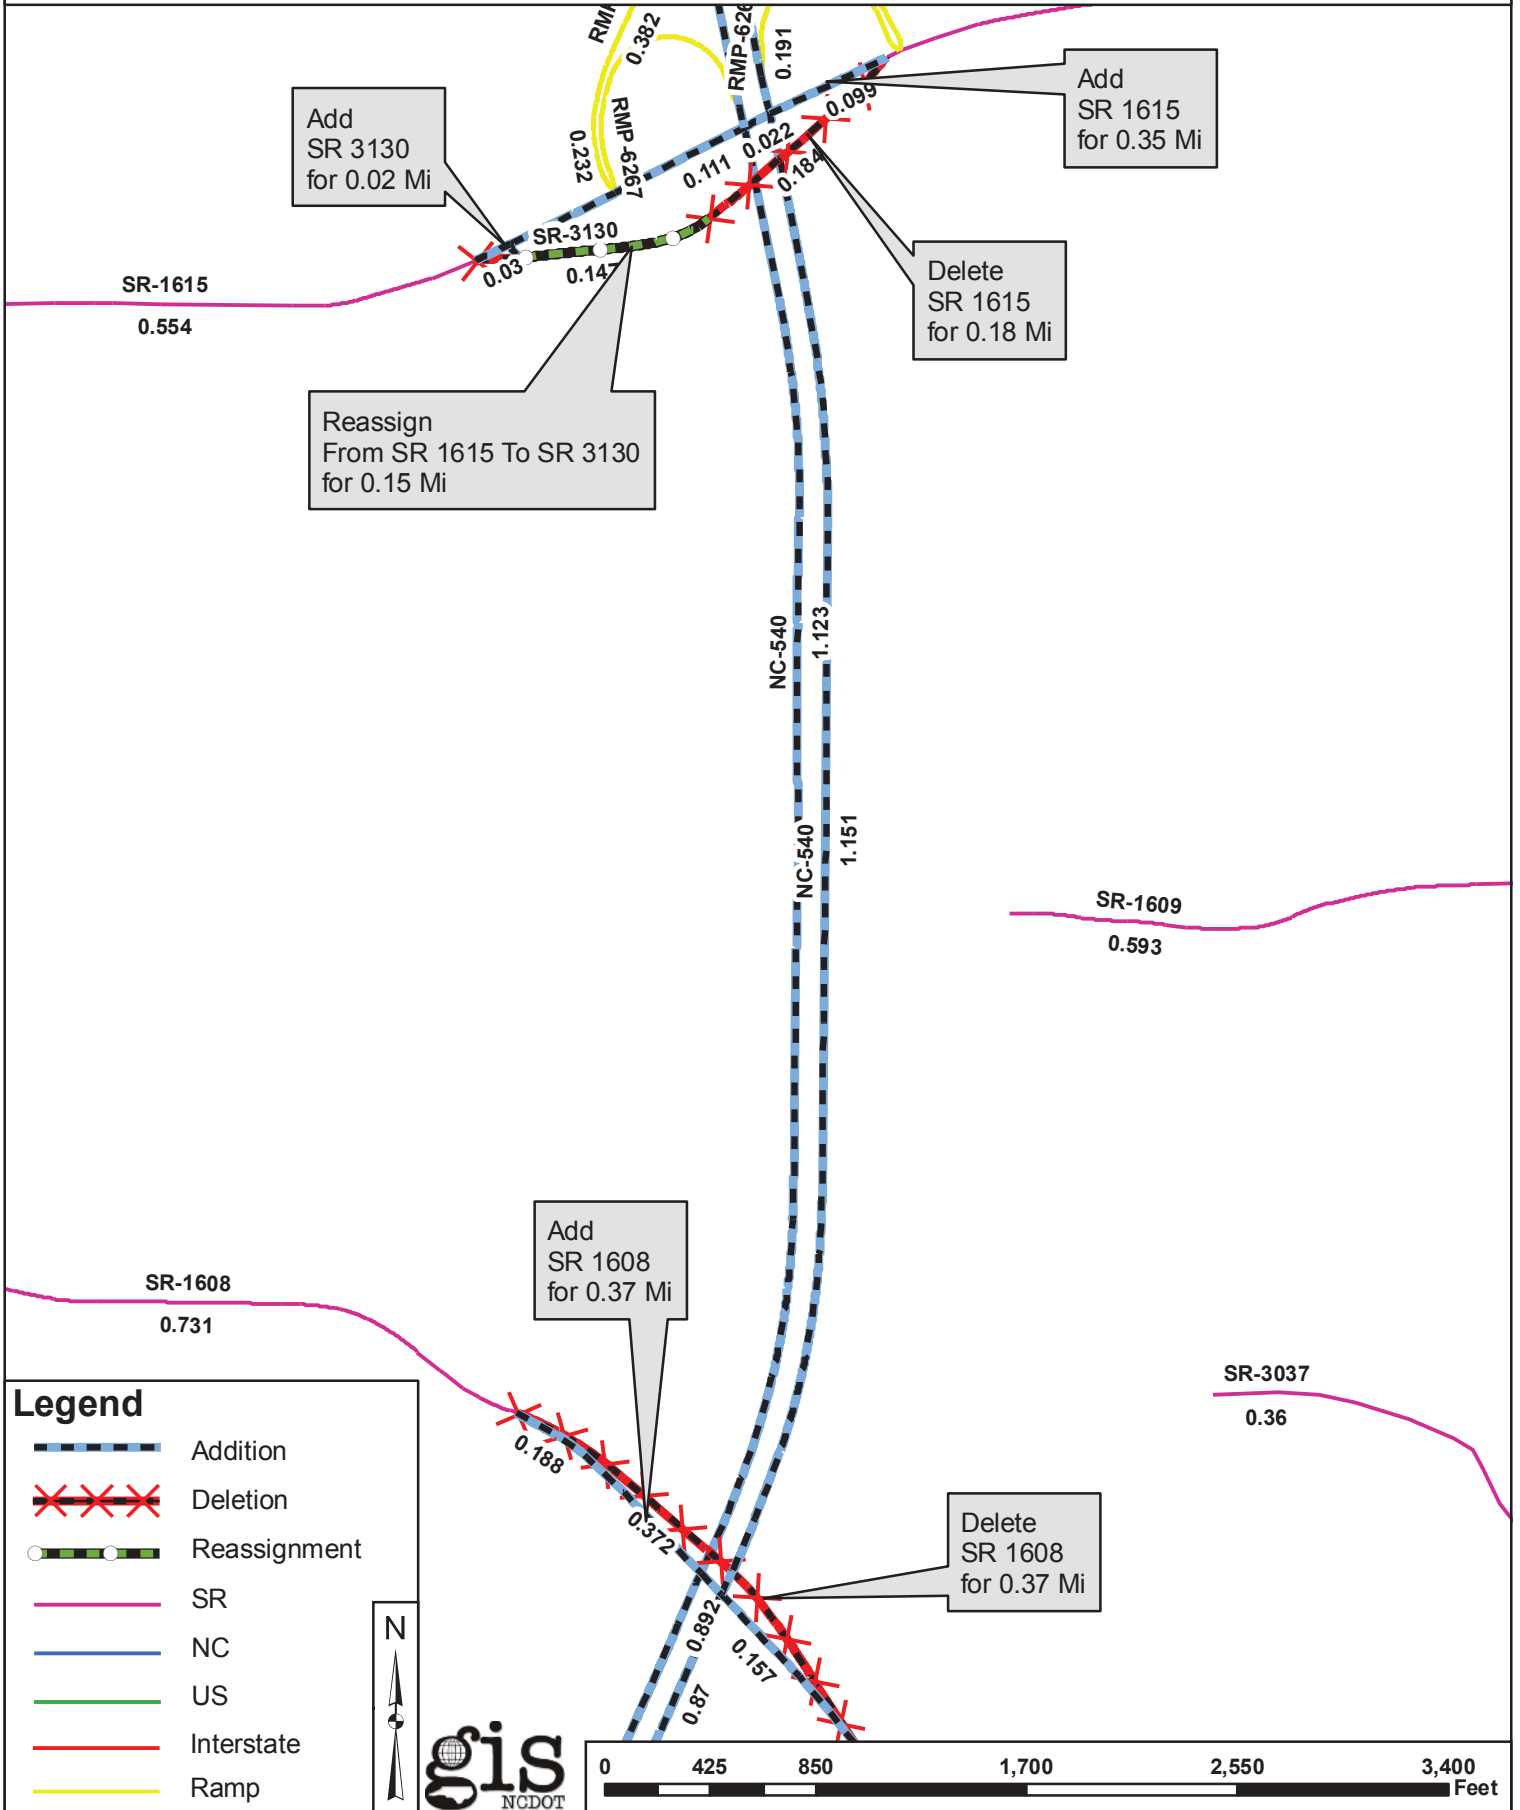 0.382
0.191
0.099
Add
SR 1615
for 0.35 Mi
Add
SR 3130
for 0.02 Mi
RMP-6267
0.232
0.111
0.022
0.184
SR-3130
0.03
0.147
SR-1615
0.554
Delete
SR 1615
for 0.18 Mi
Reassign
From SR 1615 To SR 3130
for 0.15 Mi
NC-540
1.123
NC-540
1.151
SR-1609
0.593
Add
SR 1608
for 0.37 Mi
SR-1608
0.731
SR-3037
0.36
0.188
0.372
Delete
SR 1608
for 0.37 Mi
0.892
0.157
0.87
Legend
Addition
Deletion
Reassignment
SR
NC
US
Interstate
Ramp
N
gis
NCDOT
0 425 850 1,700 2,550 3,400
Feet